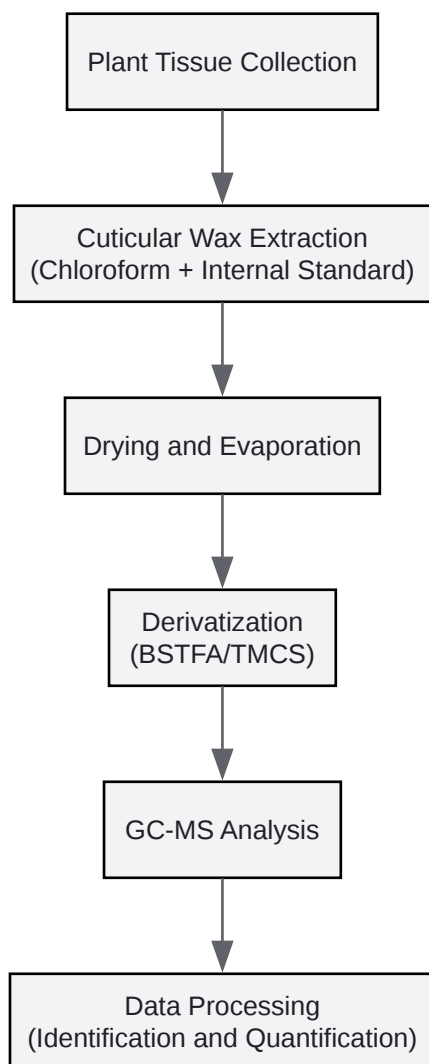 Plant Tissue Collection
Cuticular Wax Extraction
(Chloroform + Internal Standard)
Drying and Evaporation
Derivatization
(BSTFA/TMCS)
GC-MS Analysis
Data Processing
(Identification and Quantification)